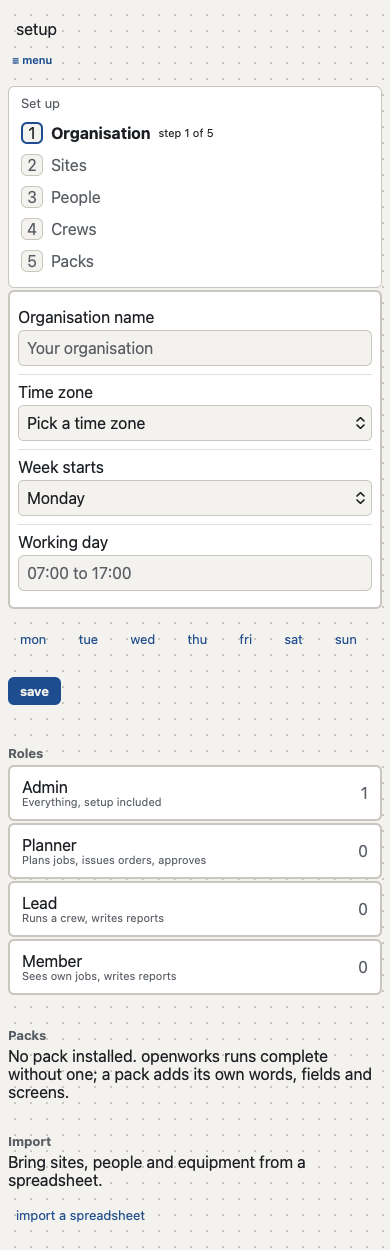 setup
≡ menu
Set up
1 Organisation step 1 of 5
2 Sites
3 People
4 Crews
5 Packs
Organisation name
Your organisation
Time zone
Pick a time zone
Week starts
Monday
Working day
07:00 to 17:00
mon tue wed thu fri sat sun
save
Roles
Admin 1
Everything, setup included
Planner 0
Plans jobs, issues orders, approves
Lead 0
Runs a crew, writes reports
Member 0
Sees own jobs, writes reports
Packs
No pack installed. openworks runs complete
without one; a pack adds its own words, fields and
screens.
Import
Bring sites, people and equipment from a
spreadsheet.
import a spreadsheet